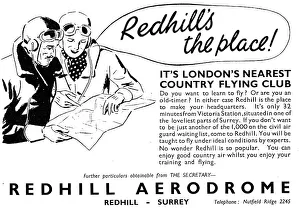 Redhill's
the place!
IT'S LONDON'S NEAREST
COUNTRY FLYING CLUB
Do you want to learn to fly? Or are you an
old-timer? In either case Redhill is the place
to make your headquarters. It's only 32
minutes from Victoria Station, situated in one of
the loveliest parts of Surrey. If you don't want
to be just another of the 1,000 on the civil air
guard waiting list, come to Redhill. You will be
taught to fly under ideal conditions by experts.
No wonder Redhill is so popular. You can
enjoy good country air whilst you enjoy your
training and flying.
Further particulars obtainable from THE SECRETARY—
REDHILL AERODROME
REDHILL - SURREY
Telephone: Nutfield Ridge 2245